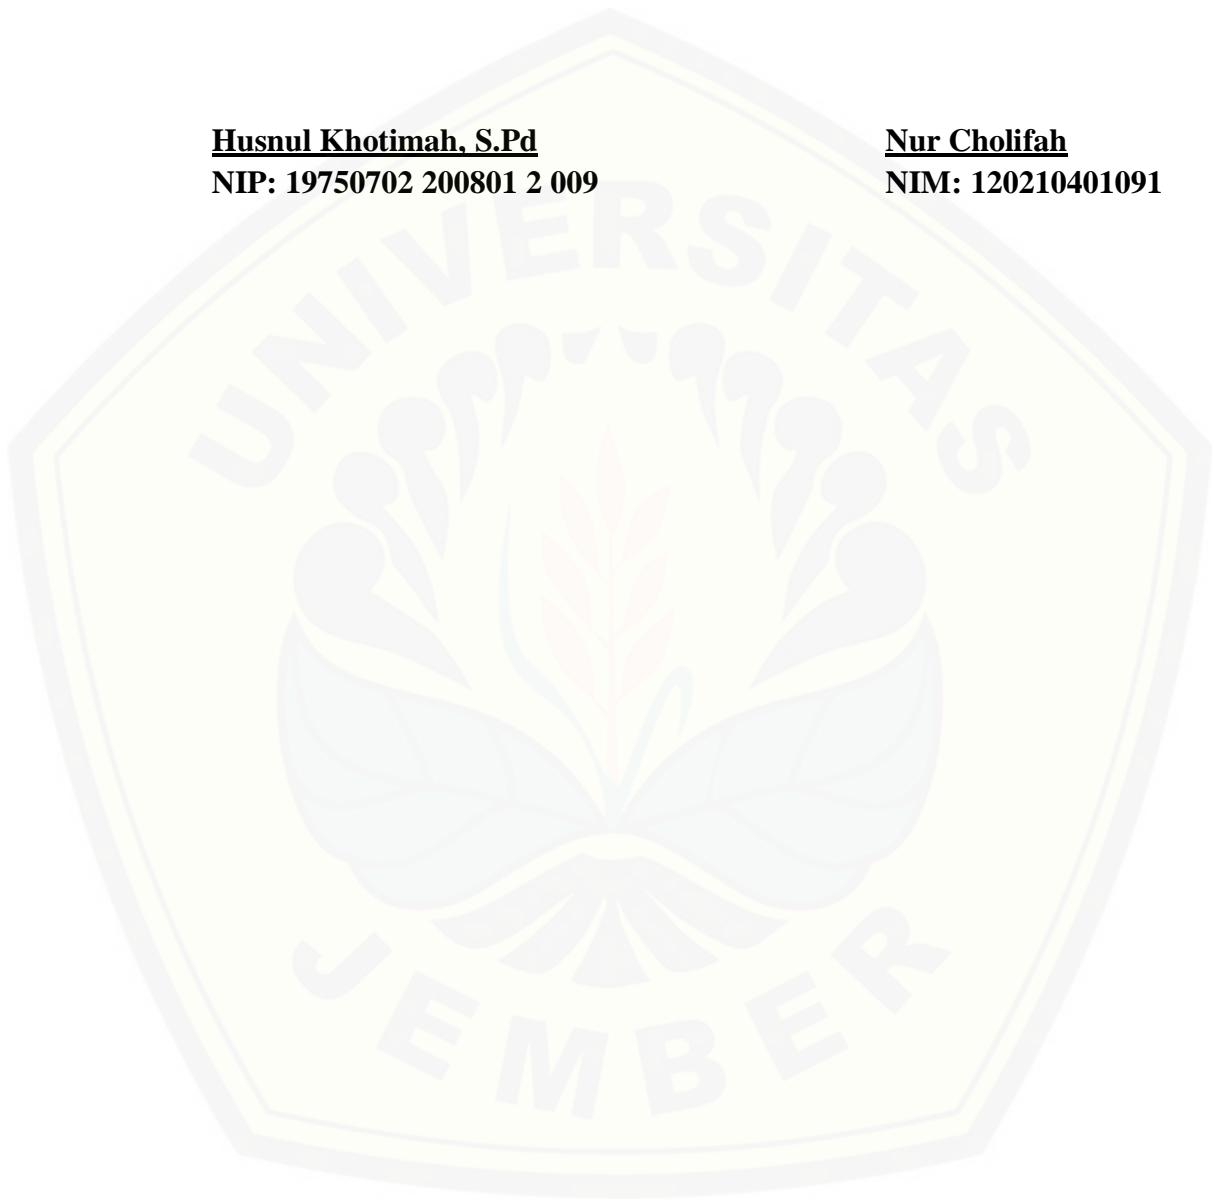 Husnul Khotimah, S.Pd
Nur Cholifah
NIP: 19750702 200801 2 009
NIM: 120210401091
UNIVERSITAS
JEMBER